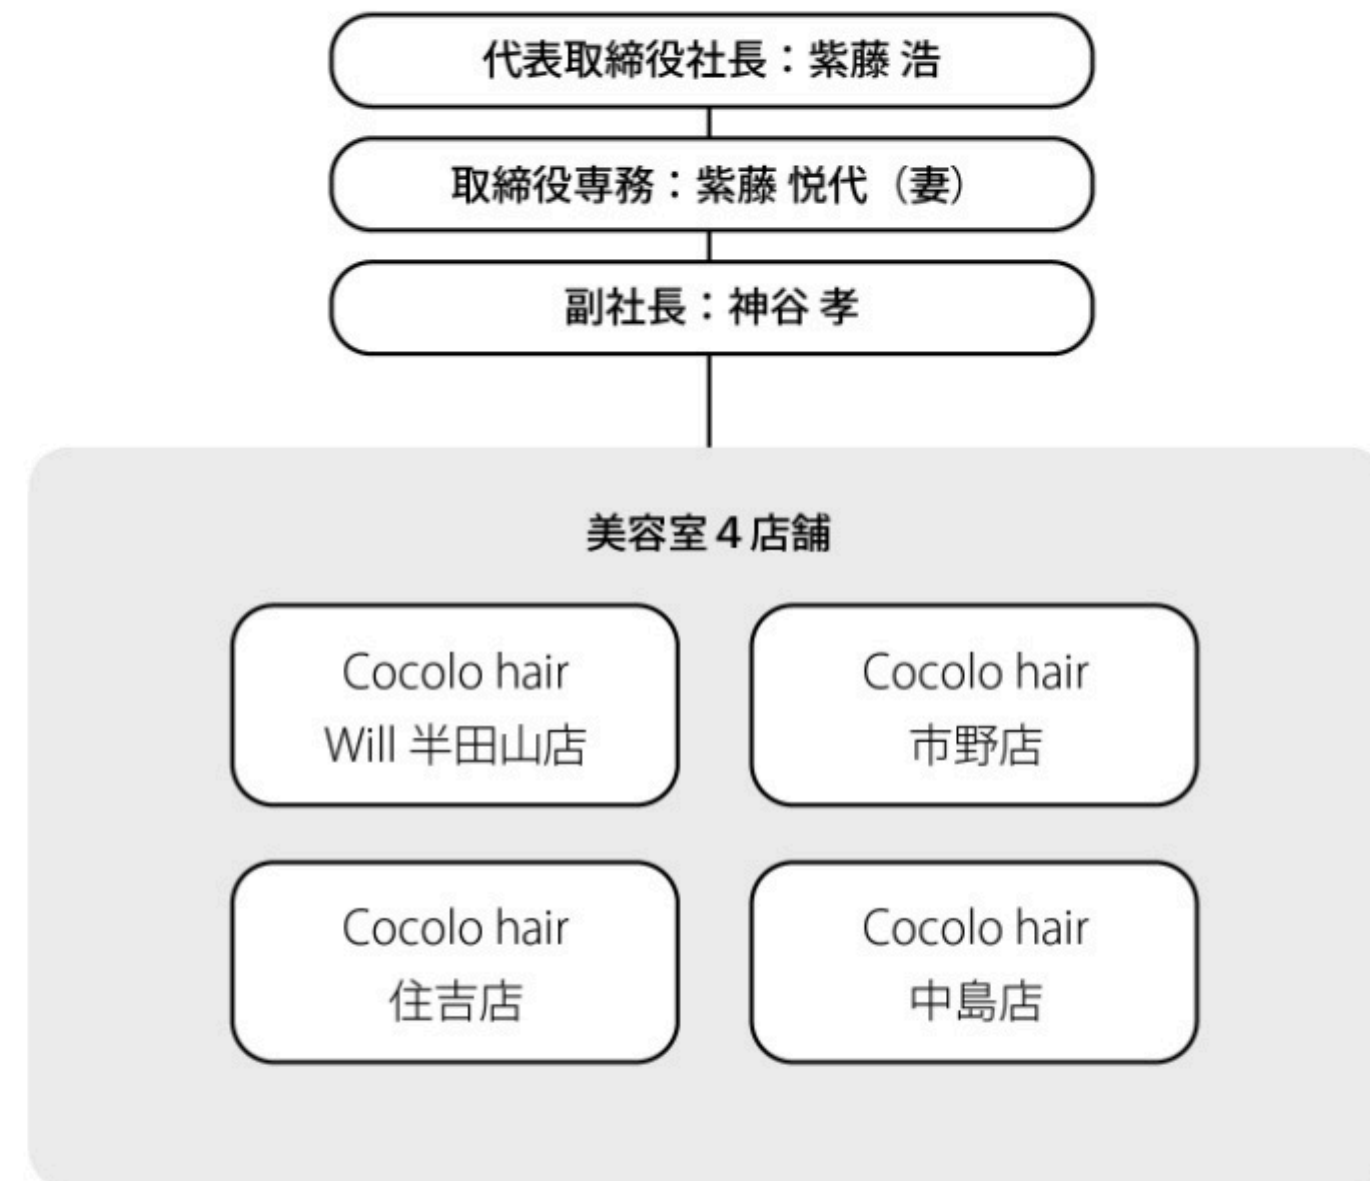 代表取締役社長：紫藤 浩
取締役専務：紫藤 悦代（妻）
副社長：神谷 孝
美容室４店舗
Cocolo hair
Will 半田山店
Cocolo hair
市野店
Cocolo hair
住吉店
Cocolo hair
中島店